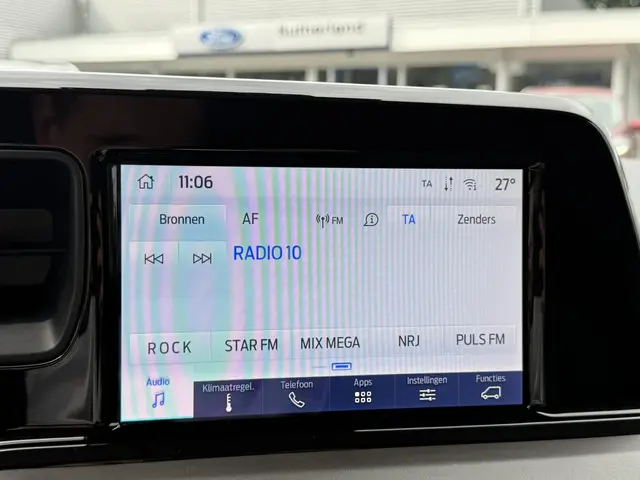 Ford Rutherford
11:06 TA 27°
Bronnen AF FM TA Zenders
RADIO 10
ROCK STAR FM MIX MEGA NRJ PULS FM
Audio Klimaatregel. Telefoon Apps Instellingen Functies